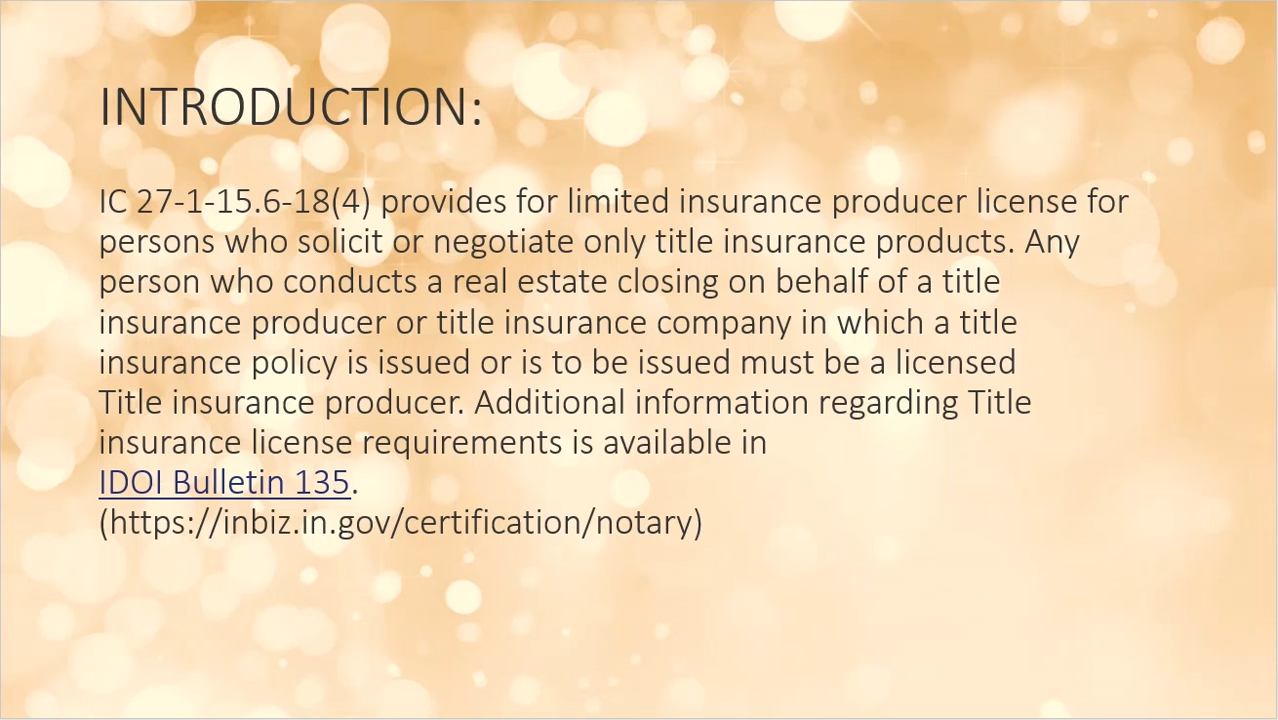 INTRODUCTION:
IC 27-1-15.6-18(4) provides for limited insurance producer license for
persons who solicit or negotiate only title insurance products. Any
person who conducts a real estate closing on behalf of a title
insurance producer or title insurance company in which a title
insurance policy is issued or is to be issued must be a licensed
Title insurance producer. Additional information regarding Title
insurance license requirements is available in
IDOI Bulletin 135.
(https://inbiz.in.gov/certification/notary)